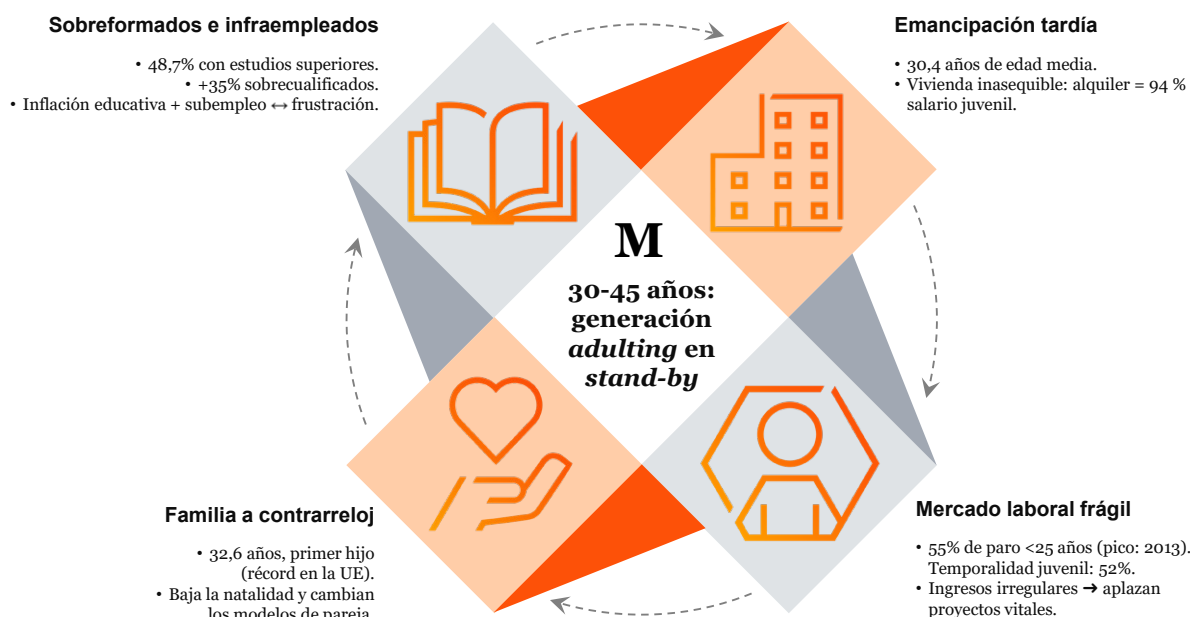 Sobreformados e infraempleados
• 48,7% con estudios superiores.
• +35% sobrecualificados.
• Inflación educativa + subempleo ↔ frustración.
Emancipación tardía
• 30,4 años de edad media.
• Vivienda inasequible: alquiler = 94 %
salario juvenil.
M
30-45 años:
generación
adulting en
stand-by
Familia a contrarreloj
• 32,6 años, primer hijo
(récord en la UE).
• Baja la natalidad y cambian
los modelos de pareja.
Mercado laboral frágil
• 55% de paro <25 años (pico: 2013).
Temporalidad juvenil: 52%.
• Ingresos irregulares → aplazan
proyectos vitales.